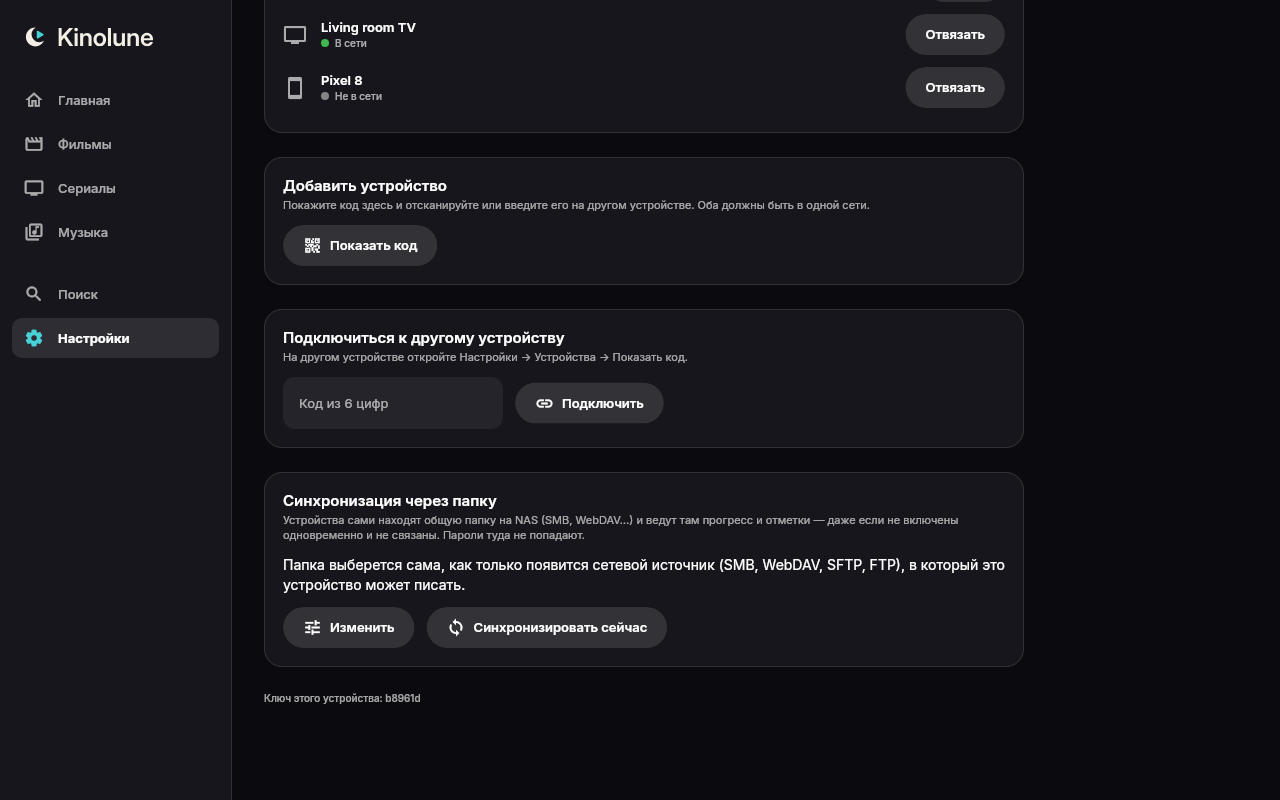 Kinolune
Главная
Фильмы
Сериалы
Музыка
Поиск
Настройки
Living room TV
В сети
Отвязать
Pixel 8
Не в сети
Отвязать
Добавить устройство
Покажите код здесь и отсканируйте или введите его на другом устройстве. Оба должны быть в одной сети.
Показать код
Подключиться к другому устройству
На другом устройстве откройте Настройки → Устройства → Показать код.
Код из 6 цифр
Подключить
Синхронизация через папку
Устройства сами находят общую папку на NAS (SMB, WebDAV…) и ведут там прогресс и отметки — даже если не включены
одновременно и не связаны. Пароли туда не попадают.
Папка выберется сама, как только появится сетевой источник (SMB, WebDAV, SFTP, FTP), в который это
устройство может писать.
Изменить
Синхронизировать сейчас
Ключ этого устройства: b8961d